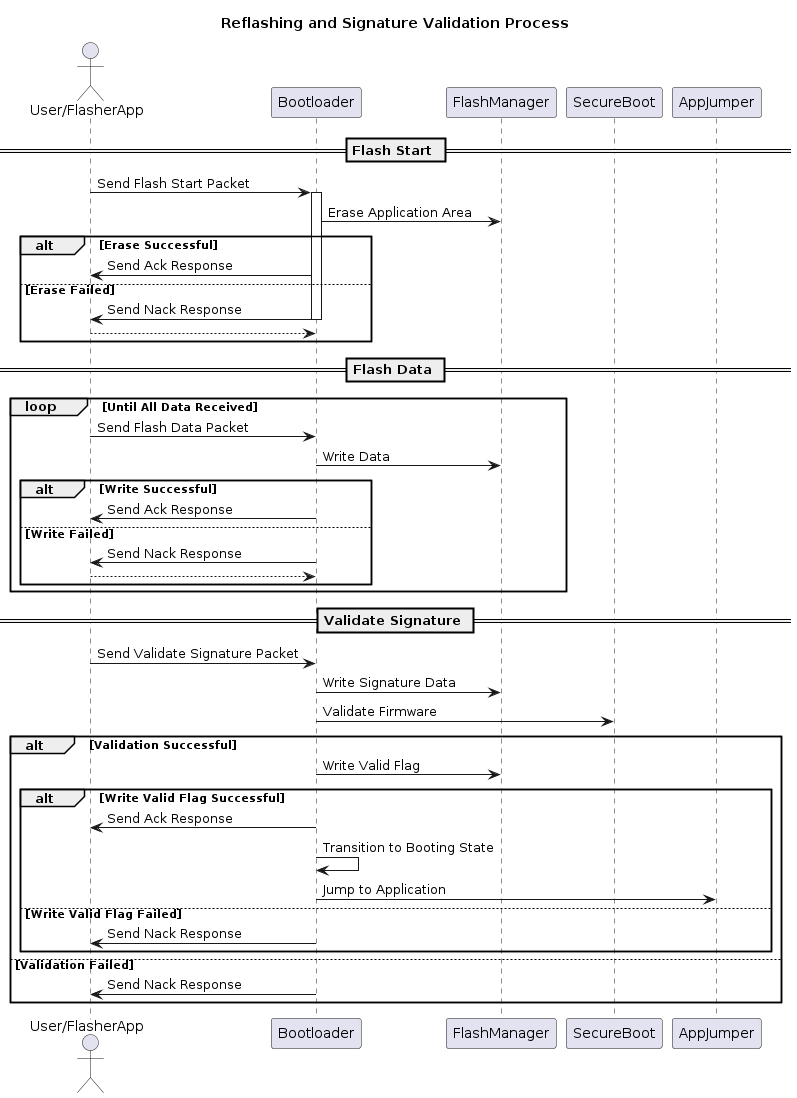 Reflashing and Signature Validation Process
User/FlasherApp
Bootloader
FlashManager
SecureBoot
AppJumper
Flash Start
Send Flash Start Packet
Erase Application Area
alt [Erase Successful]
Send Ack Response
[Erase Failed]
Send Nack Response
Flash Data
loop [Until All Data Received]
Send Flash Data Packet
Write Data
alt [Write Successful]
Send Ack Response
[Write Failed]
Send Nack Response
Validate Signature
Send Validate Signature Packet
Write Signature Data
Validate Firmware
alt [Validation Successful]
Write Valid Flag
alt [Write Valid Flag Successful]
Send Ack Response
Transition to Booting State
Jump to Application
[Write Valid Flag Failed]
Send Nack Response
[Validation Failed]
Send Nack Response
User/FlasherApp
Bootloader
FlashManager
SecureBoot
AppJumper